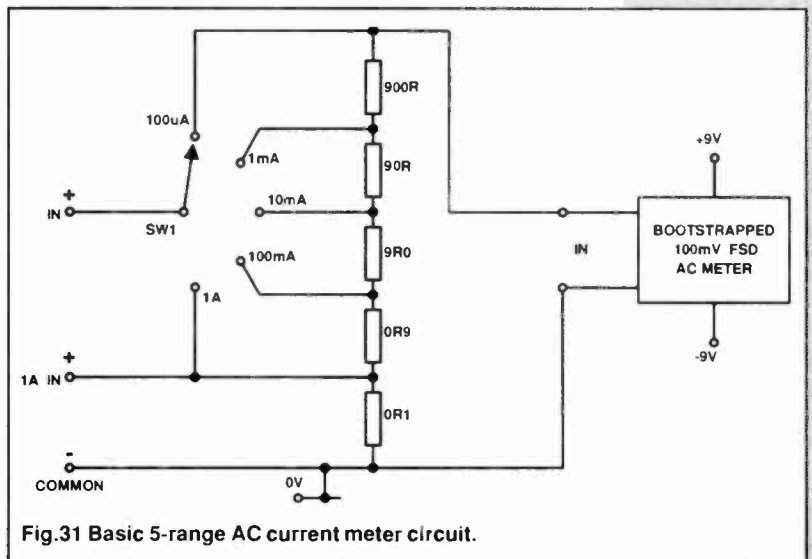 900R
100uA
1mA
90R
+9V
+
IN
SW1
10mA
IN
BOOTSTRAPPED
100mV FSD
AC METER
9R0
100mA
1A
0R9
-9V
+
1A IN
0R1
-
COMMON
0V
Fig.31 Basic 5-range AC current meter circuit.